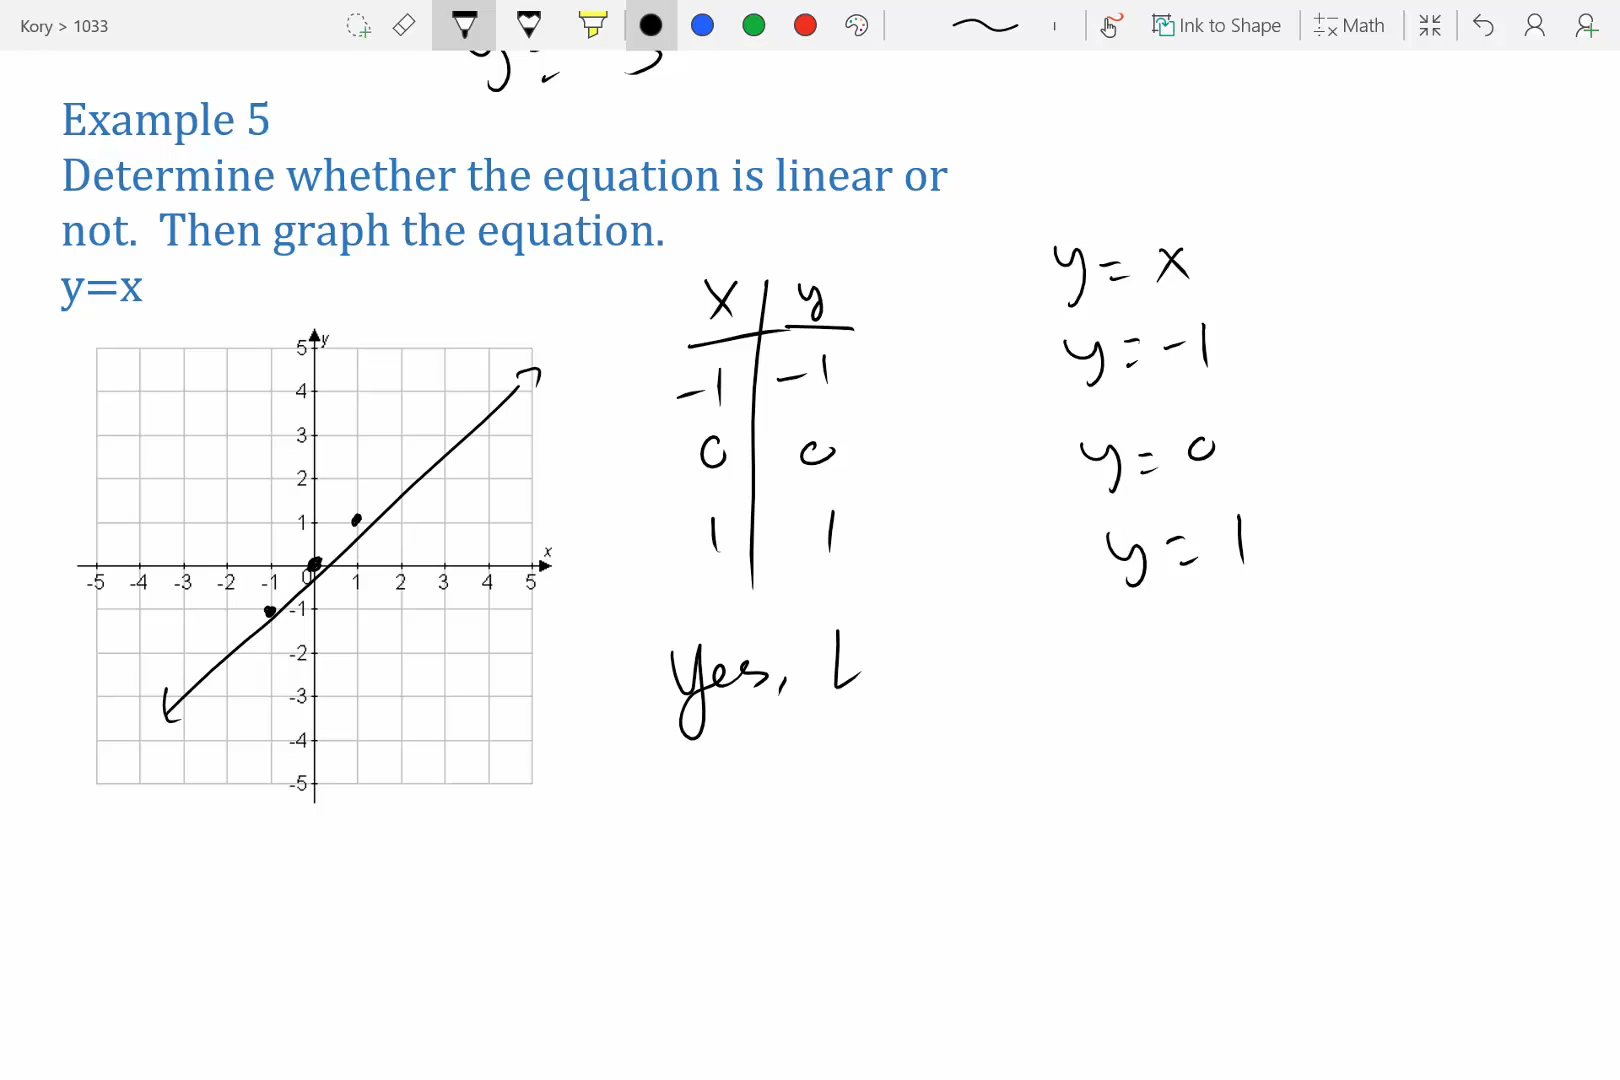 Kory > 1033
Ink to Shape
Math
y =
Example 5
Determine whether the equation is linear or
not. Then graph the equation.
y=x
x y
-1 -1
0 0
1 1
y = x
y = -1
y = 0
y = 1
Yes, L
y
5
4
3
2
1
x
-5 -4 -3 -2 -1 0 1 2 3 4 5
-1
-2
-3
-4
-5